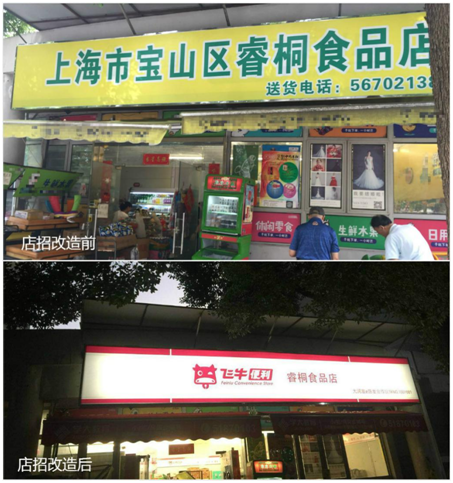 上海市宝山区睿桐食品店
送货电话：56702138
休闲零食
生鲜水果
日用
店招改造前
飞牛便利
Feiniu Convenience Store
睿桐食品店
店招改造后